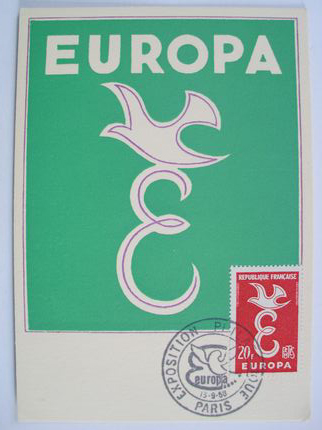 EUROPA
REPUBLIQUE FRANÇAISE
20F
EUROPA
EXPOSITION
europa
PARIS